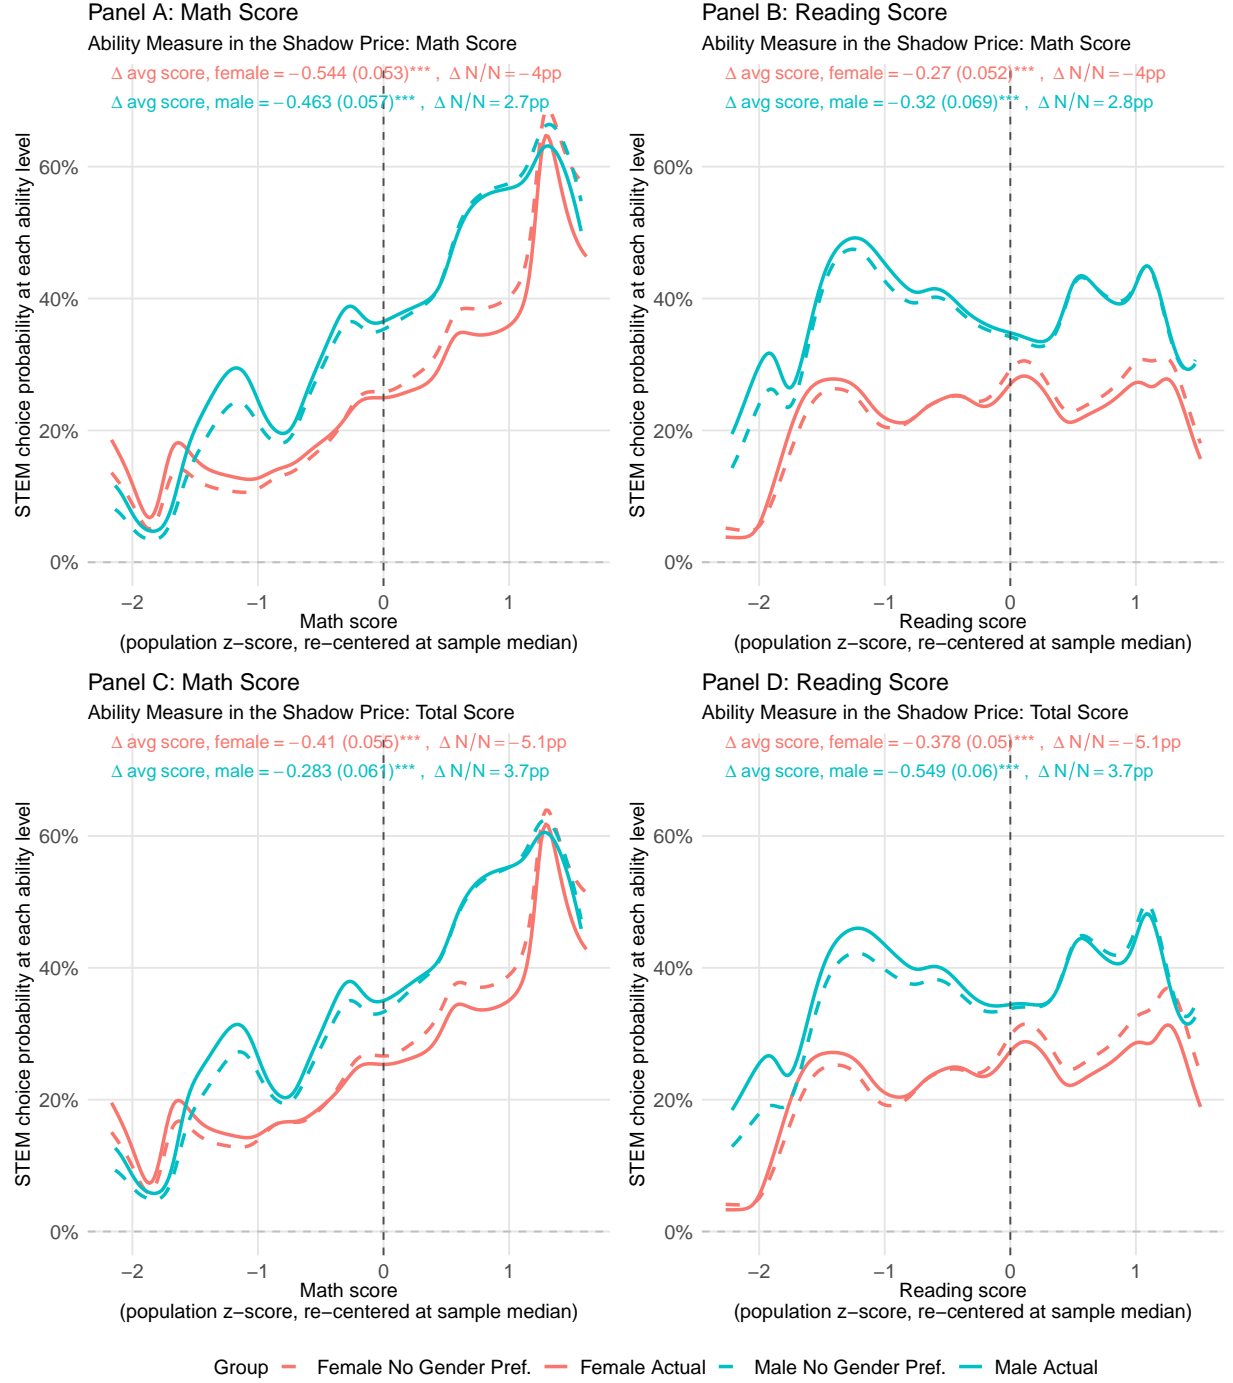 Panel A: Math Score
Ability Measure in the Shadow Price: Math Score
Δ avg score, female = −0.544 (0.053)*** , Δ N/N = −4pp
Δ avg score, male = −0.463 (0.057)*** , Δ N/N = 2.7pp
STEM choice probability at each ability level
60%
40%
20%
0%
−2 −1 0 1
Math score
(population z−score, re−centered at sample median)
Panel B: Reading Score
Ability Measure in the Shadow Price: Math Score
Δ avg score, female = −0.27 (0.052)*** , Δ N/N = −4pp
Δ avg score, male = −0.32 (0.069)*** , Δ N/N = 2.8pp
STEM choice probability at each ability level
60%
40%
20%
0%
−2 −1 0 1
Reading score
(population z−score, re−centered at sample median)
Panel C: Math Score
Ability Measure in the Shadow Price: Total Score
Δ avg score, female = −0.41 (0.055)*** , Δ N/N = −5.1pp
Δ avg score, male = −0.283 (0.061)*** , Δ N/N = 3.7pp
STEM choice probability at each ability level
60%
40%
20%
0%
−2 −1 0 1
Math score
(population z−score, re−centered at sample median)
Panel D: Reading Score
Ability Measure in the Shadow Price: Total Score
Δ avg score, female = −0.378 (0.05)*** , Δ N/N = −5.1pp
Δ avg score, male = −0.549 (0.06)*** , Δ N/N = 3.7pp
STEM choice probability at each ability level
60%
40%
20%
0%
−2 −1 0 1
Reading score
(population z−score, re−centered at sample median)
Group Female No Gender Pref. Female Actual Male No Gender Pref. Male Actual